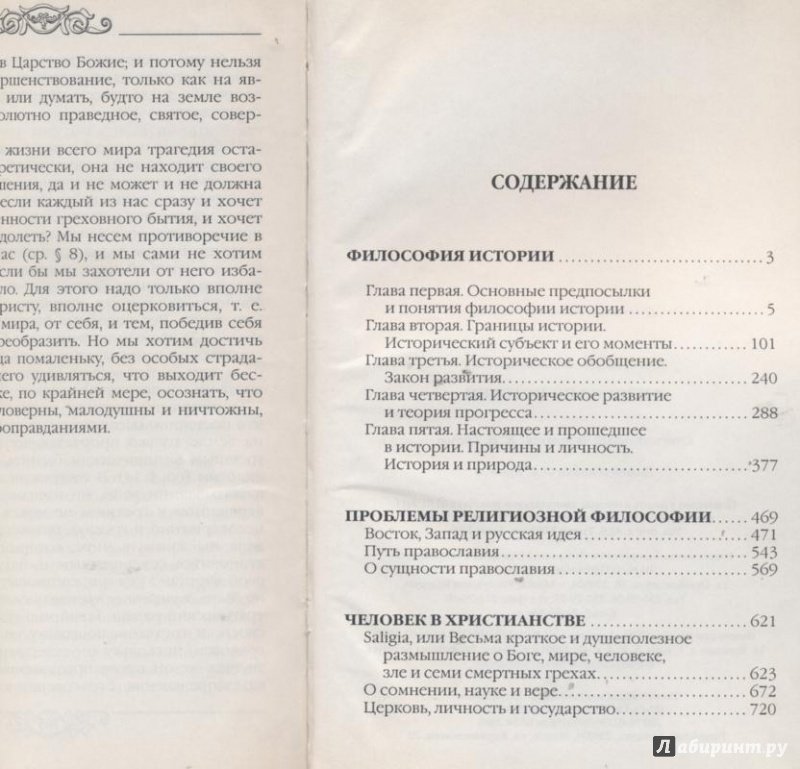 в Царство Божие; и потому нельзя
ршенствование, только как на яв-
или думать, будто на земле воз-
олютно праведное, святое, совер-
жизни всего мира трагедия оста-
ретически, она не находит своего
шения, да и не может и не должна
если каждый из нас сразу и хочет
енности греховного бытия, и хочет
долеть? Мы несем противоречие в
ас (ср. § 8), и мы сами не хотим
сли бы мы захотели от него изба-
ло. Для этого надо только вполне
ристу, вполне оцерковиться, т. е.
мира, от себя, и тем, победив себя
реобразить. Но мы хотим достичь
ца помаленьку, без особых страда-
его удивляться, что выходит бес-
ке, по крайней мере, осознать, что
ловерны, малодушны и ничтожны,
оправданиями.
СОДЕРЖАНИЕ
ФИЛОСОФИЯ ИСТОРИИ ........................ 3
Глава первая. Основные предпосылки
и понятия философии истории ................ 5
Глава вторая. Границы истории.
Исторический субъект и его моменты ......... 101
Глава третья. Историческое обобщение.
Закон развития............................ 240
Глава четвертая. Историческое развитие
и теория прогресса........................ 288
Глава пятая. Настоящее и прошедшее
в истории. Причины и личность.
История и природа......................... 377
ПРОБЛЕМЫ РЕЛИГИОЗНОЙ ФИЛОСОФИИ...... 469
Восток, Запад и русская идея ................ 471
Путь православия............................ 543
О сущности православия ..................... 569
ЧЕЛОВЕК В ХРИСТИАНСТВЕ .................... 621
Saligia, или Весьма краткое и душеполезное
размышление о Боге, мире, человеке,
зле и семи смертных грехах................. 623
О сомнении, науке и вере.................... 672
Церковь, личность и государство.............. 720
Лабиринт.ру